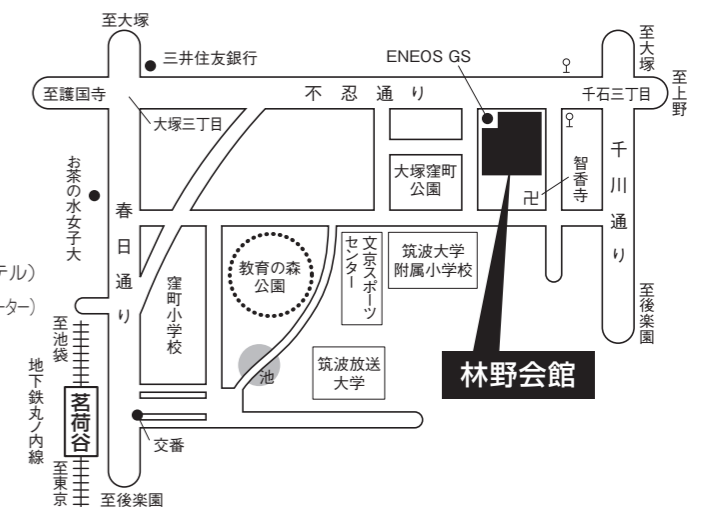 至大塚
三井住友銀行
ENEOS GS
至大塚
至護国寺
不忍通り
千石三丁目
至上野
大塚三丁目
お茶の水女子大
春日通り
大塚窪町
公園
卍
智香寺
千川通り
テル）
ーター）
窪町小学校
教育の森
公園
文京スポーツ
センター
筑波大学
附属小学校
至後楽園
至池袋
地下鉄丸ノ内線
茗荷谷
至東京
池
筑波放送
大学
林野会館
交番
至後楽園